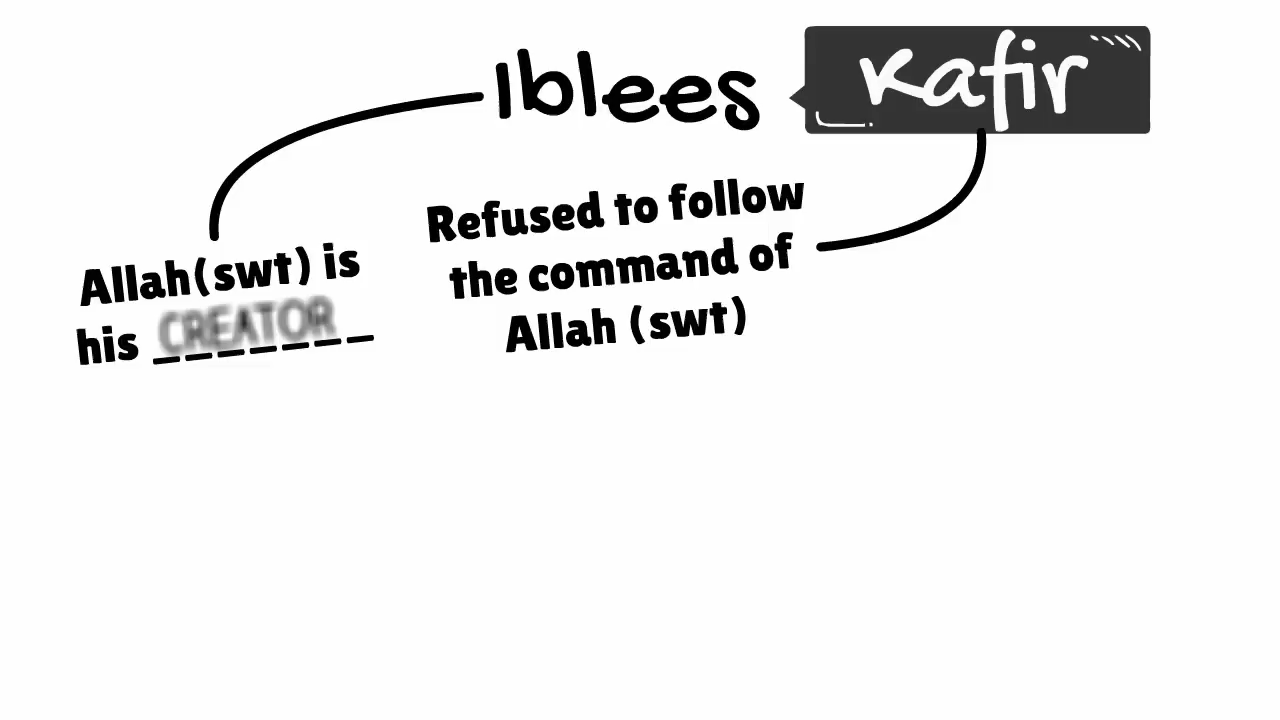 Iblees
Kafir
Allah(swt) is
his CREATOR
Refused to follow
the command of
Allah (swt)